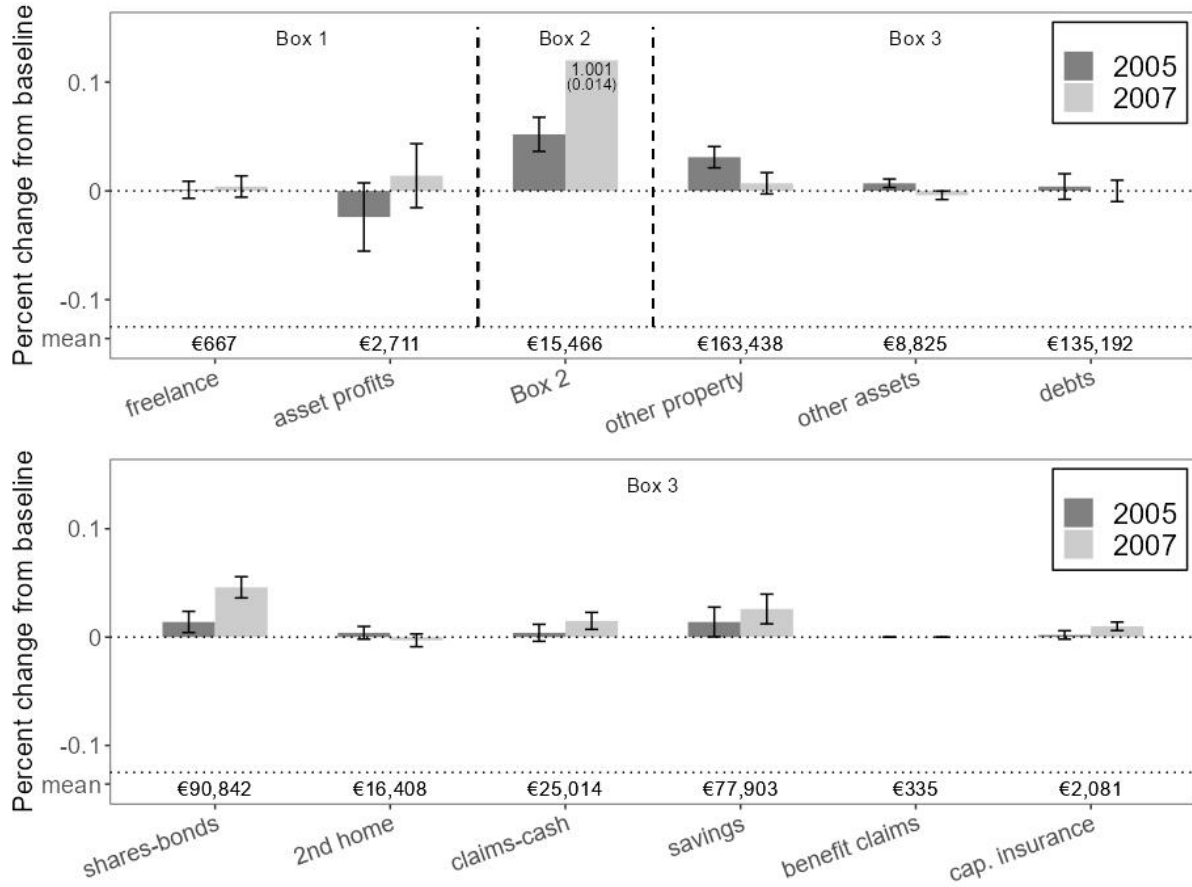 Percent change from baseline
Box 1
Box 2
Box 3
2005
2007
0.1
0
-0.1
mean
1.001
(0.014)
€667
€2,711
€15,466
€163,438
€8,825
€135,192
freelance
asset profits
Box 2
other property
other assets
debts
Percent change from baseline
Box 3
2005
2007
0.1
0
-0.1
mean
€90,842
€16,408
€25,014
€77,903
€335
€2,081
shares-bonds
2nd home
claims-cash
savings
benefit claims
cap. insurance